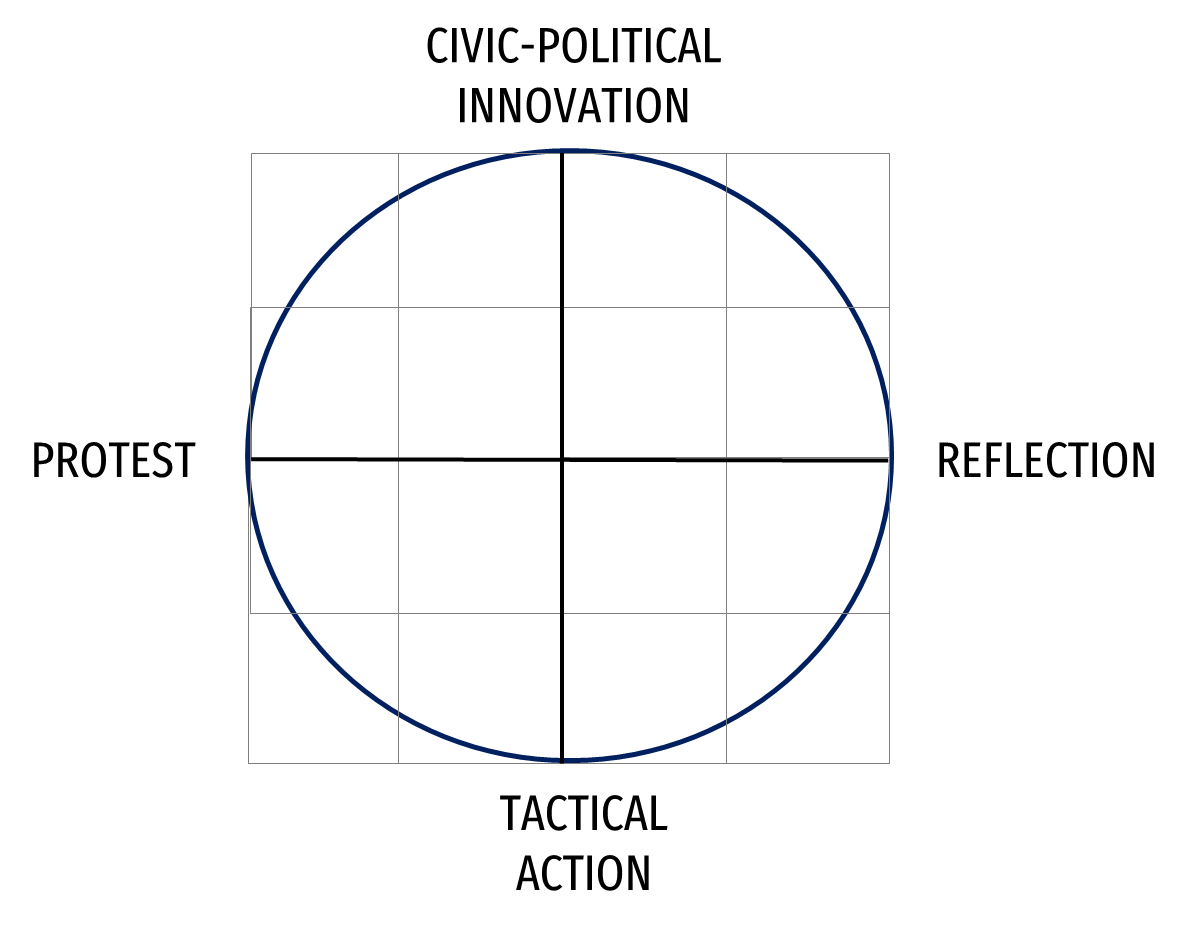 CIVIC-POLITICAL
INNOVATION
PROTEST
REFLECTION
TACTICAL
ACTION